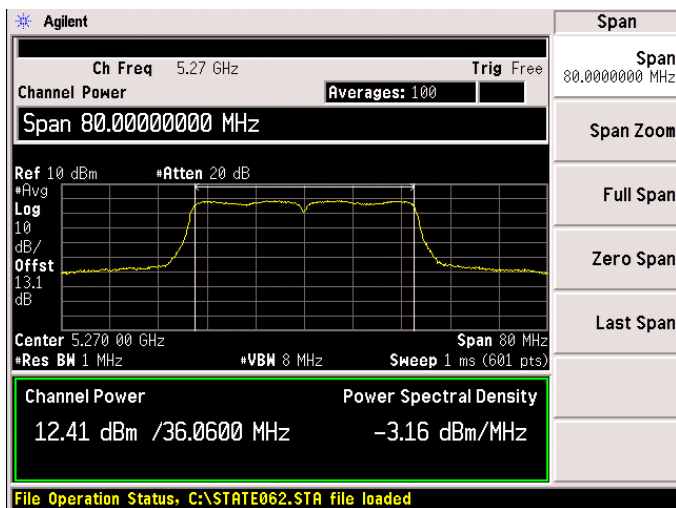 Agilent
Span
Ch Freq 5.27 GHz
Trig Free
Channel Power
Averages: 100
Span 80.00000000 MHz
Ref 10 dBm
#Atten 20 dB
#Avg
Log
10
dB/
Offst
13.1
dB
Center 5.270 00 GHz
Span 80 MHz
#Res BW 1 MHz
#VBW 8 MHz
Sweep 1 ms (601 pts)
Channel Power
Power Spectral Density
12.41 dBm /36.0600 MHz
-3.16 dBm/MHz
File Operation Status, C:\STATE062.STA file loaded
Span
80.0000000 MHz
Span Zoom
Full Span
Zero Span
Last Span